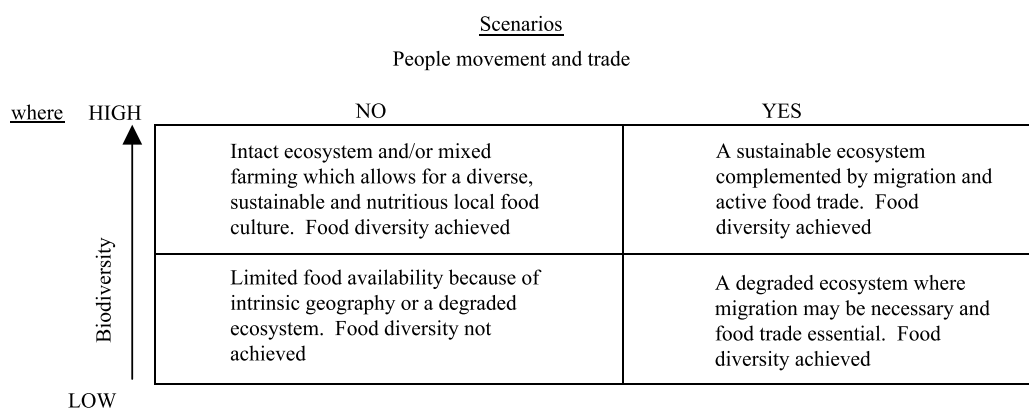 Scenarios
People movement and trade
where HIGH NO YES
Intact ecosystem and/or mixed
farming which allows for a diverse,
sustainable and nutritious local food
culture. Food diversity achieved
A sustainable ecosystem
complemented by migration and
active food trade. Food
diversity achieved
Biodiversity
Limited food availability because of
intrinsic geography or a degraded
ecosystem. Food diversity not
achieved
A degraded ecosystem where
migration may be necessary and
food trade essential. Food
diversity achieved
LOW